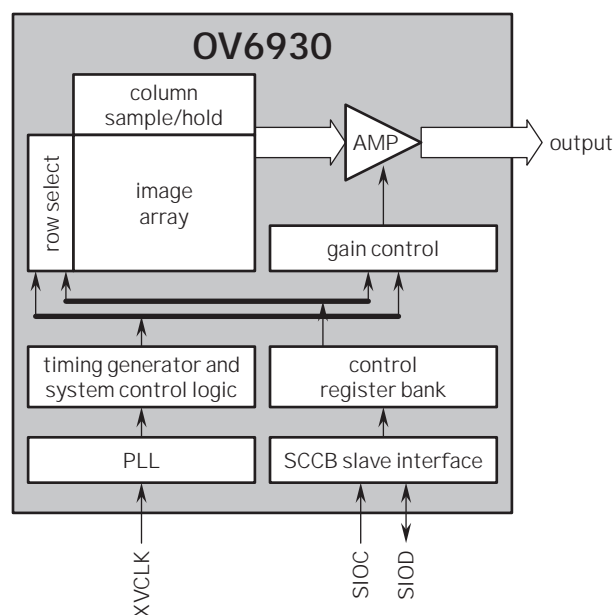 OV6930
column
sample/hold
AMP
output
row select
image
array
gain control
timing generator and
system control logic
control
register bank
PLL
SCCB slave interface
XVCLK
SIOC
SIOD